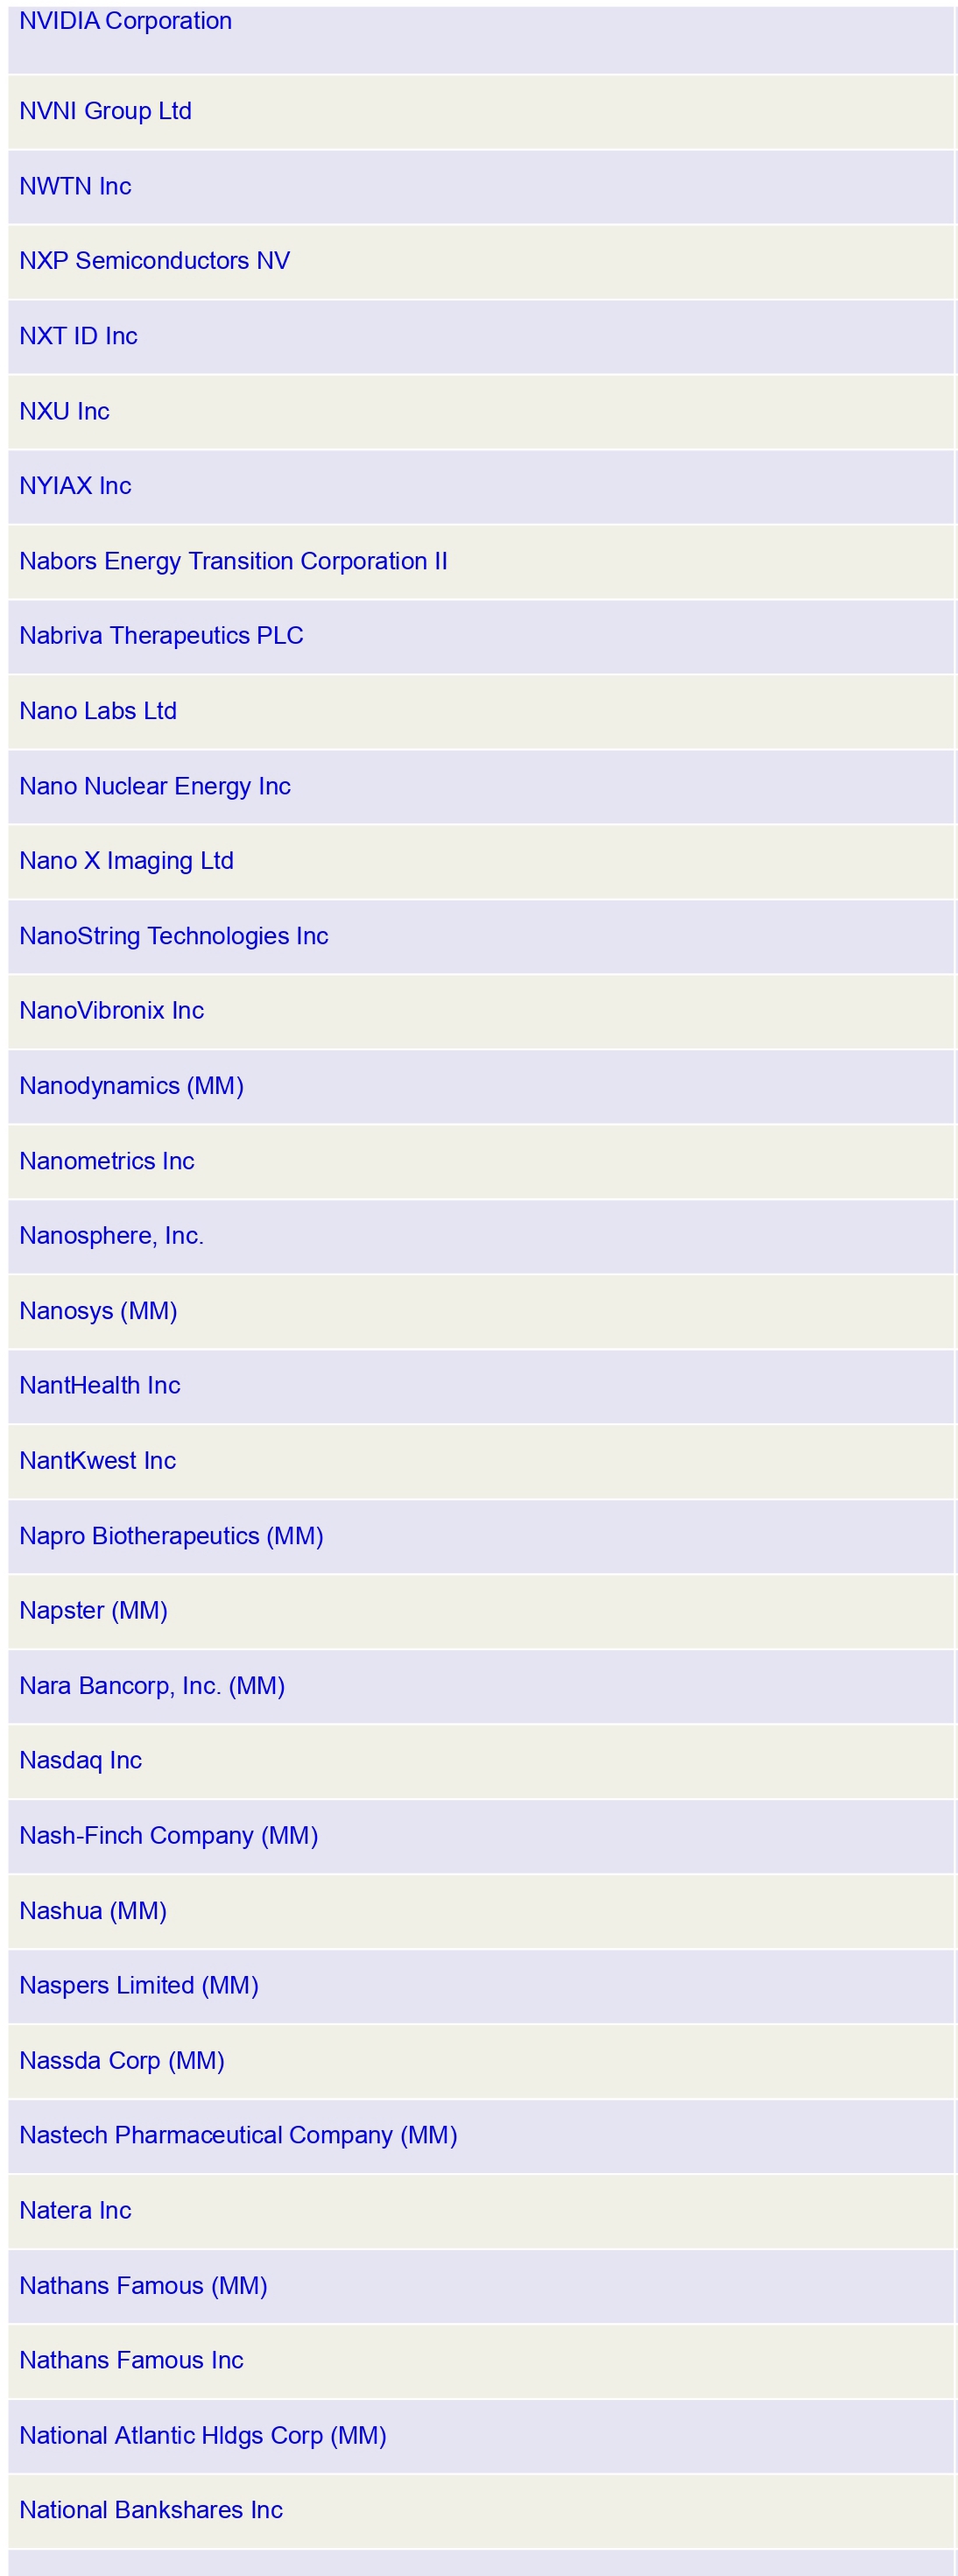 NVIDIA Corporation
NVNI Group Ltd
NWTN Inc
NXP Semiconductors NV
NXT ID Inc
NXU Inc
NYIAX Inc
Nabors Energy Transition Corporation II
Nabriva Therapeutics PLC
Nano Labs Ltd
Nano Nuclear Energy Inc
Nano X Imaging Ltd
NanoString Technologies Inc
NanoVibronix Inc
Nanodynamics (MM)
Nanometrics Inc
Nanosphere, Inc.
Nanosys (MM)
NantHealth Inc
NantKwest Inc
Napro Biotherapeutics (MM)
Napster (MM)
Nara Bancorp, Inc. (MM)
Nasdaq Inc
Nash-Finch Company (MM)
Nashua (MM)
Naspers Limited (MM)
Nassda Corp (MM)
Nastech Pharmaceutical Company (MM)
Natera Inc
Nathans Famous (MM)
Nathans Famous Inc
National Atlantic Hldgs Corp (MM)
National Bankshares Inc